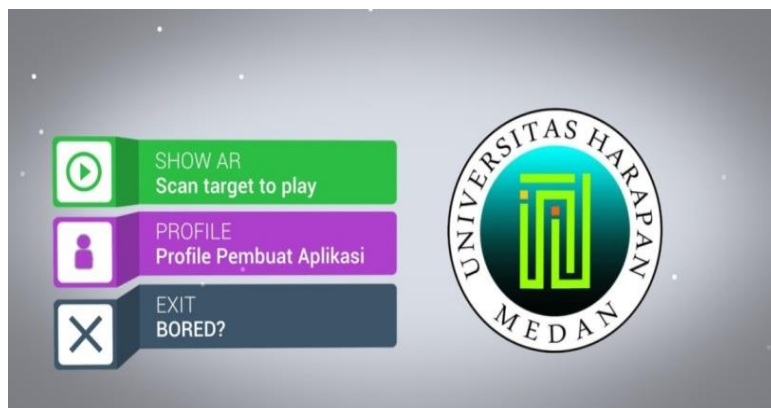 SHOW AR
Scan target to play
PROFILE
Profile Pembuat Aplikasi
EXIT
BORED?
UNIVERSITAS HARAPAN
MEDAN